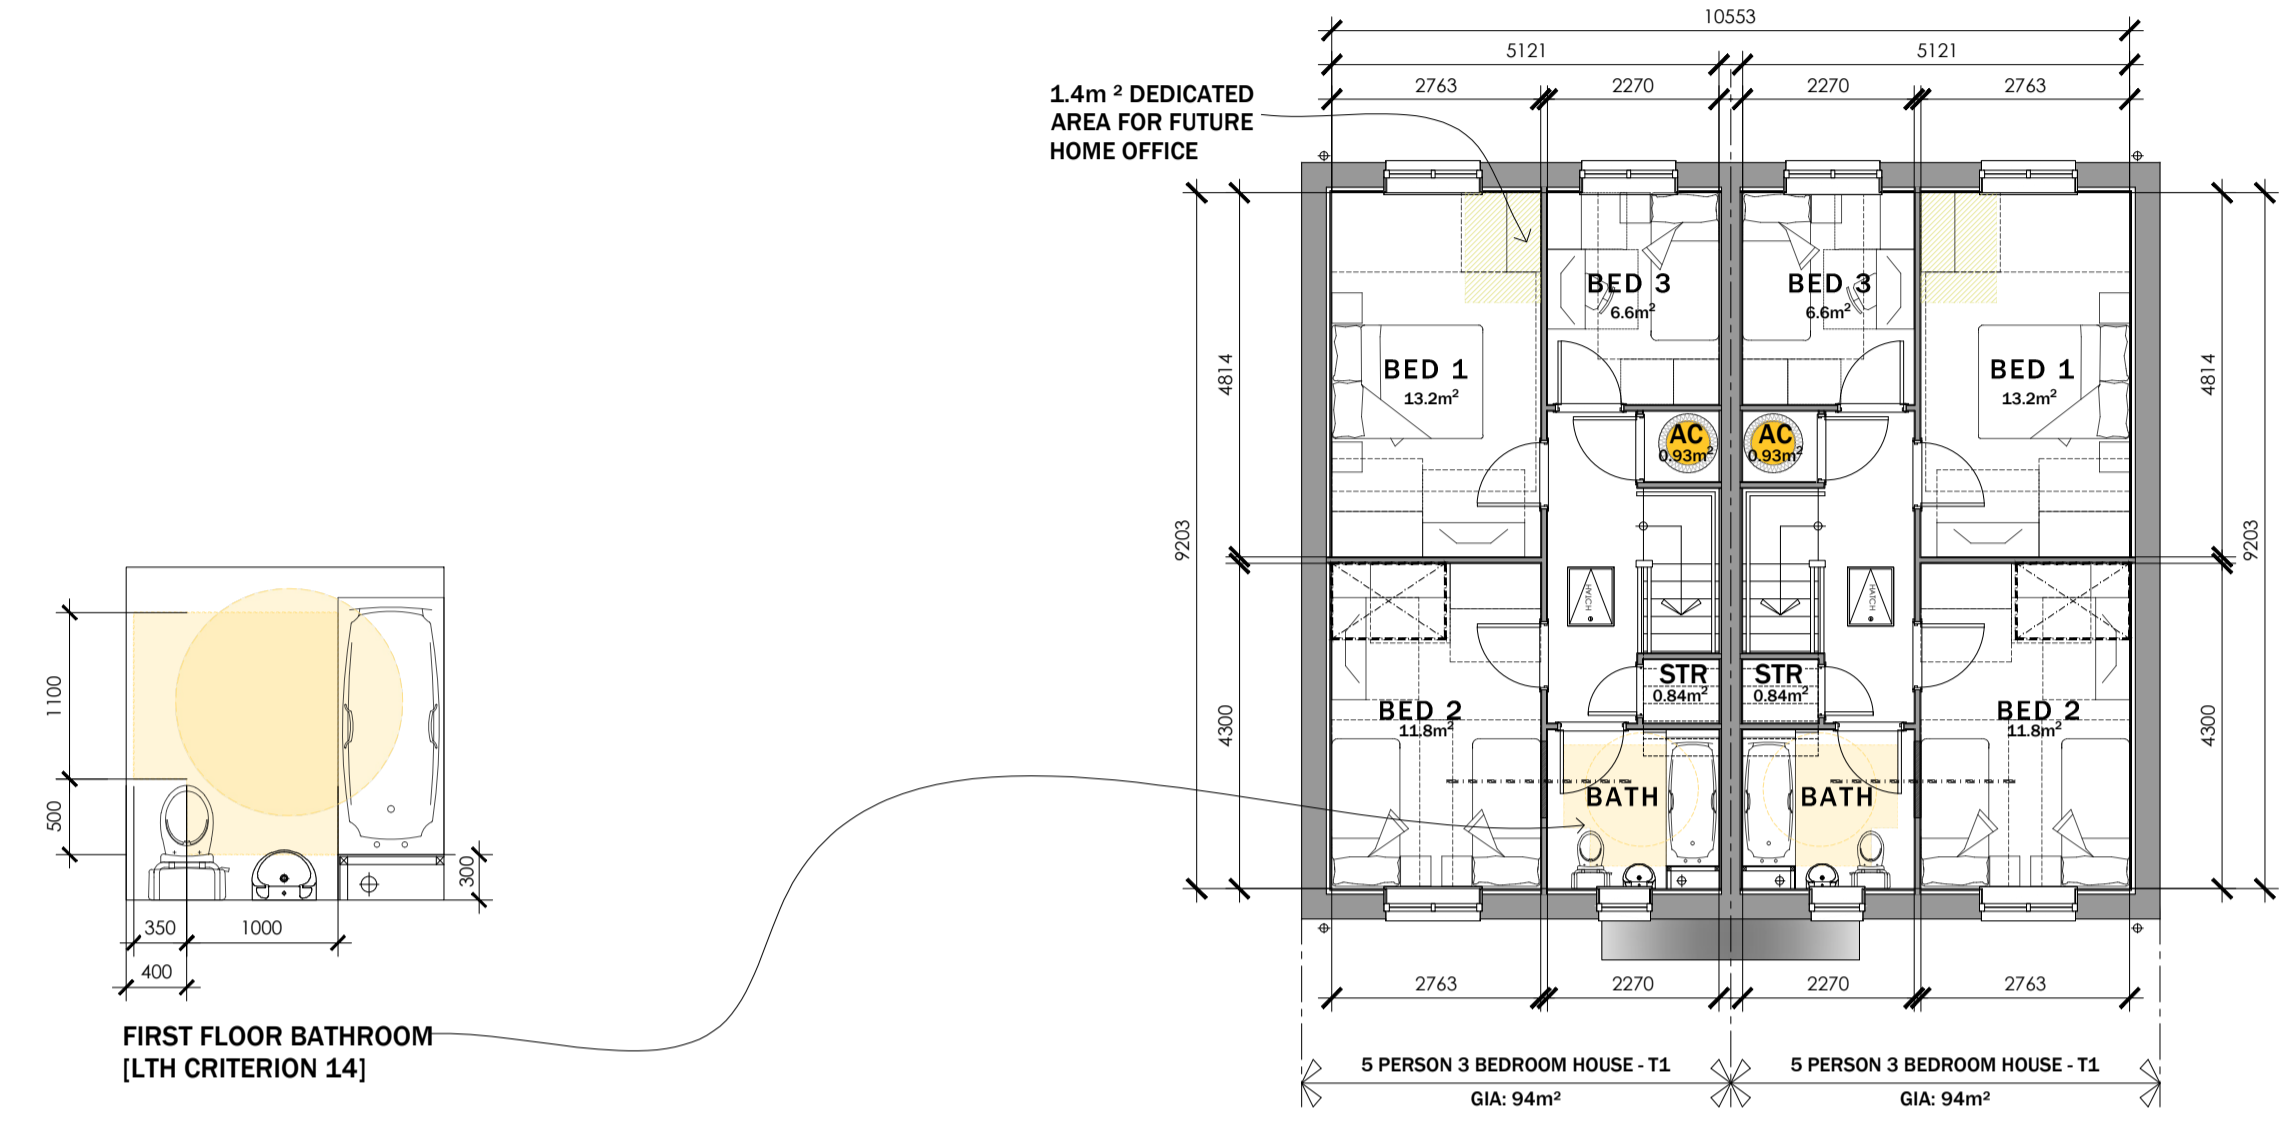 10553
5121 5121
2763 2270 2270 2763
1.4m ² DEDICATED
AREA FOR FUTURE
HOME OFFICE
BED 3 BED 3
6.6m² 6.6m²
4814 4814
BED 1 BED 1
13.2m² 13.2m²
AC AC
0.93m² 0.93m²
9203 9203
HATCH HATCH
STR STR
0.84m² 0.84m²
BED 2 BED 2
11.8m² 11.8m²
4300 4300
BATH BATH
1100
500
300
350 1000
400
2763 2270 2270 2763
FIRST FLOOR BATHROOM
[LTH CRITERION 14]
5 PERSON 3 BEDROOM HOUSE - T1 5 PERSON 3 BEDROOM HOUSE - T1
GIA: 94m² GIA: 94m²